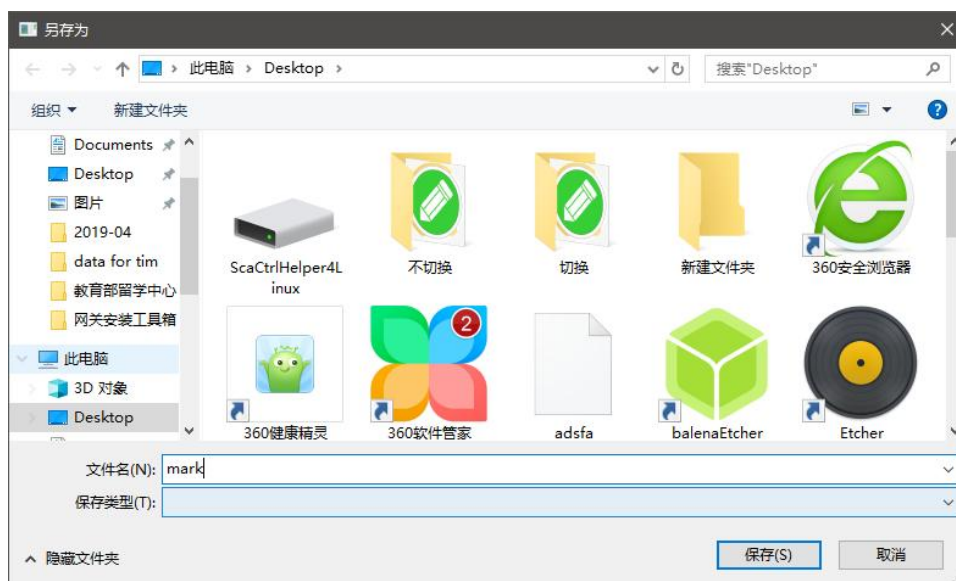 另存为
此电脑 › Desktop ›
搜索"Desktop"
组织
新建文件夹
Documents
Desktop
图片
2019-04
data for tim
教育部留学中心
网关安装工具箱
此电脑
3D 对象
Desktop
ScaCtrlHelper4L
inux
不切换
切换
新建文件夹
360安全浏览器
2
360健康精灵
360软件管家
adsfa
balenaEtcher
Etcher
文件名(N): mark
保存类型(T):
隐藏文件夹
保存(S)
取消